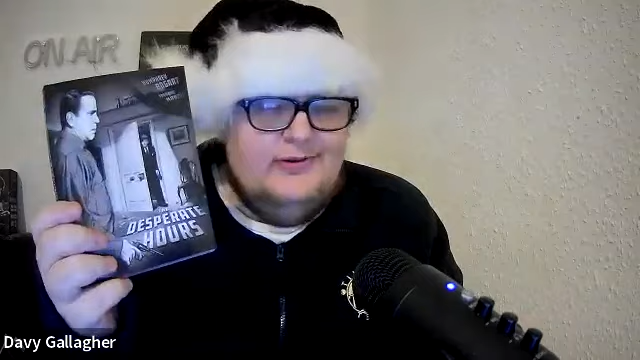 ON AIR
HUMPHREY
BOGART
THE
DESPERATE
HOURS
Davy Gallagher